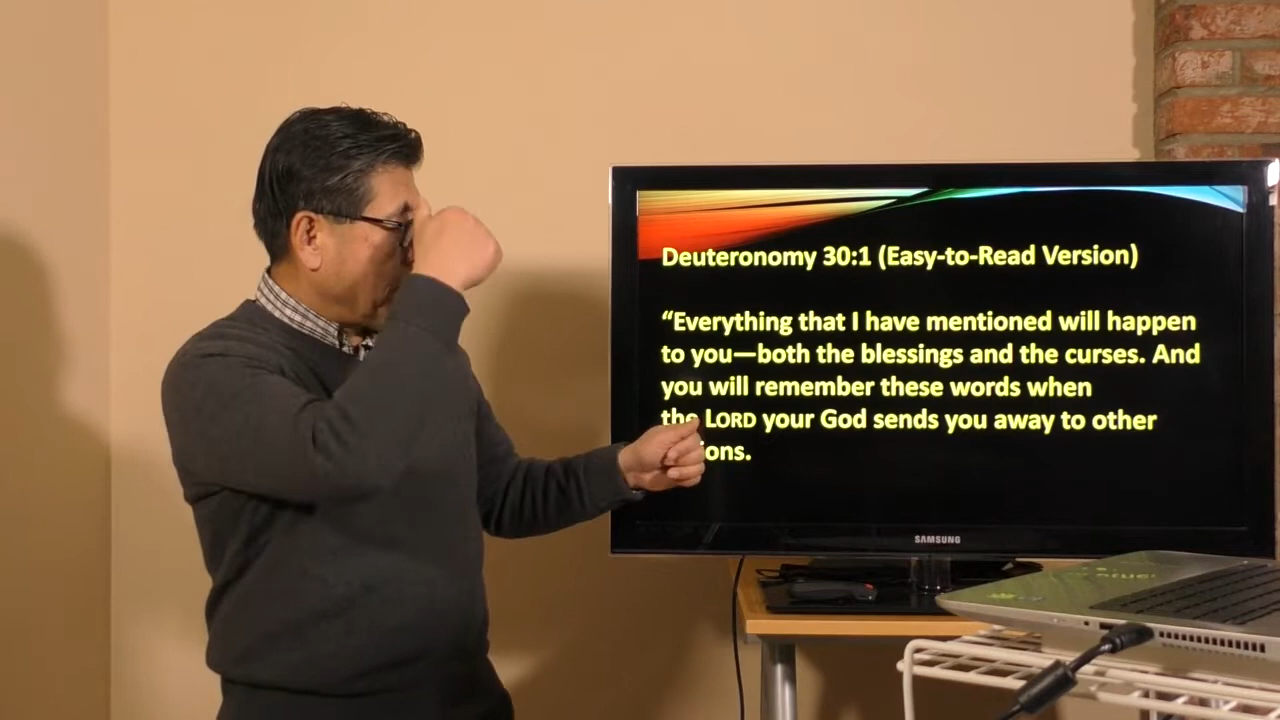 Deuteronomy 30:1 (Easy-to-Read Version)
“Everything that I have mentioned will happen
to you—both the blessings and the curses. And
you will remember these words when
the LORD your God sends you away to other
ions.
SAMSUNG